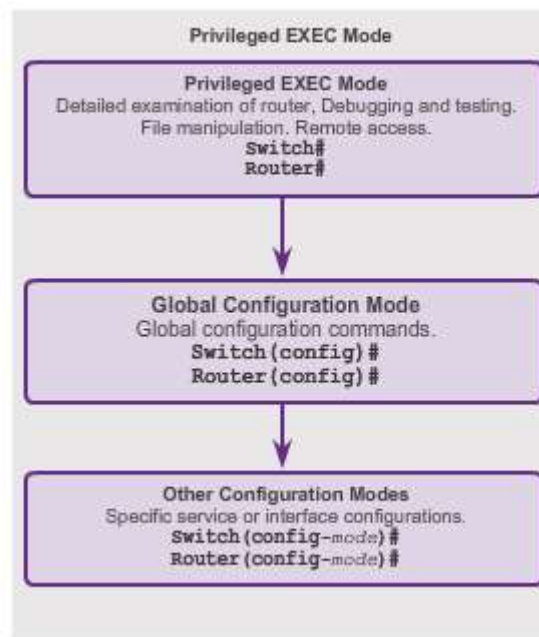 Privileged EXEC Mode
Privileged EXEC Mode
Detailed examination of router, Debugging and testing.
File manipulation. Remote access.
Switch#
Router#
Global Configuration Mode
Global configuration commands.
Switch(config)#
Router(config)#
Other Configuration Modes
Specific service or interface configurations.
Switch(config-mode)#
Router(config-mode)#